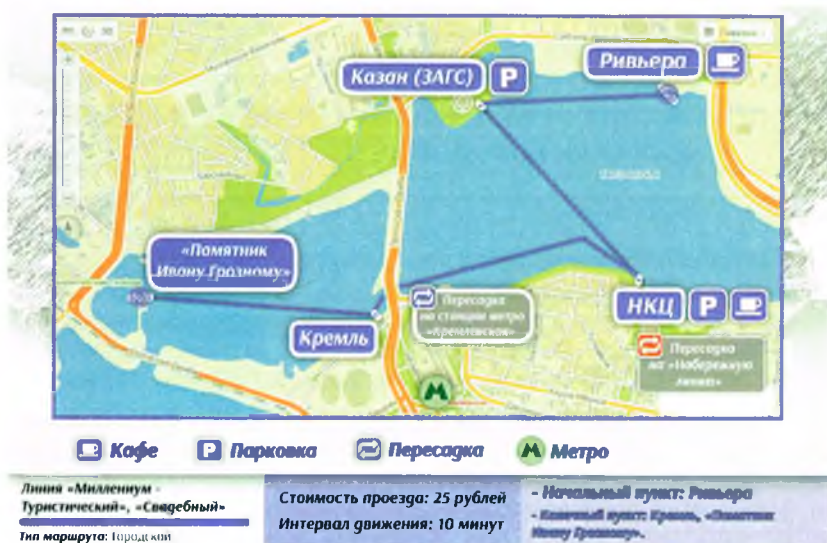 Казан (ЗАГС)
P
Ривьера
«Памятник
Ивану Грозному»
Кремль
Пересадка
на станции метро
«Кремлевская»
НКЦ
P
Пересадка
на «Набережную
линию»
М
Кафе
P Парковка
Пересадка
М Метро
Линия «Миллениум -
Туристический», «Свадебный»
Тип маршрута: Городской
Стоимость проезда: 25 рублей
Интервал движения: 10 минут
- Начальный пункт: Ривьера
- Конечный пункт: Кремль, «Памятник
Ивану Грозному».